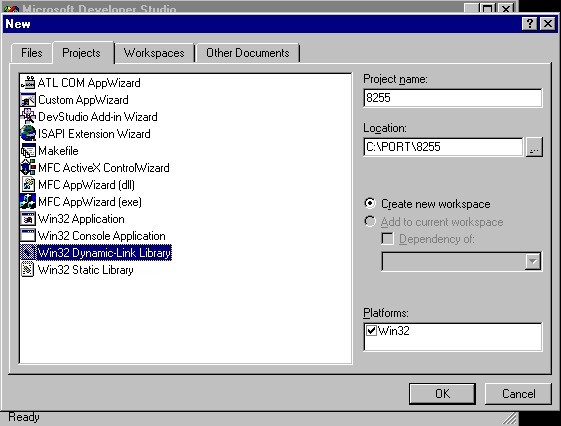 Microsoft Developer Studio
New
Files
Projects
Workspaces
Other Documents
ATL COM AppWizard
Custom AppWizard
DevStudio Add-in Wizard
ISAPI Extension Wizard
Makefile
MFC ActiveX ControlWizard
MFC AppWizard (dll)
MFC AppWizard (exe)
Win32 Application
Win32 Console Application
Win32 Dynamic-Link Library
Win32 Static Library
Project name:
8255
Location:
C:\PORT\8255
...
Create new workspace
Add to current workspace
Dependency of:
Platforms:
Win32
OK
Cancel
Ready